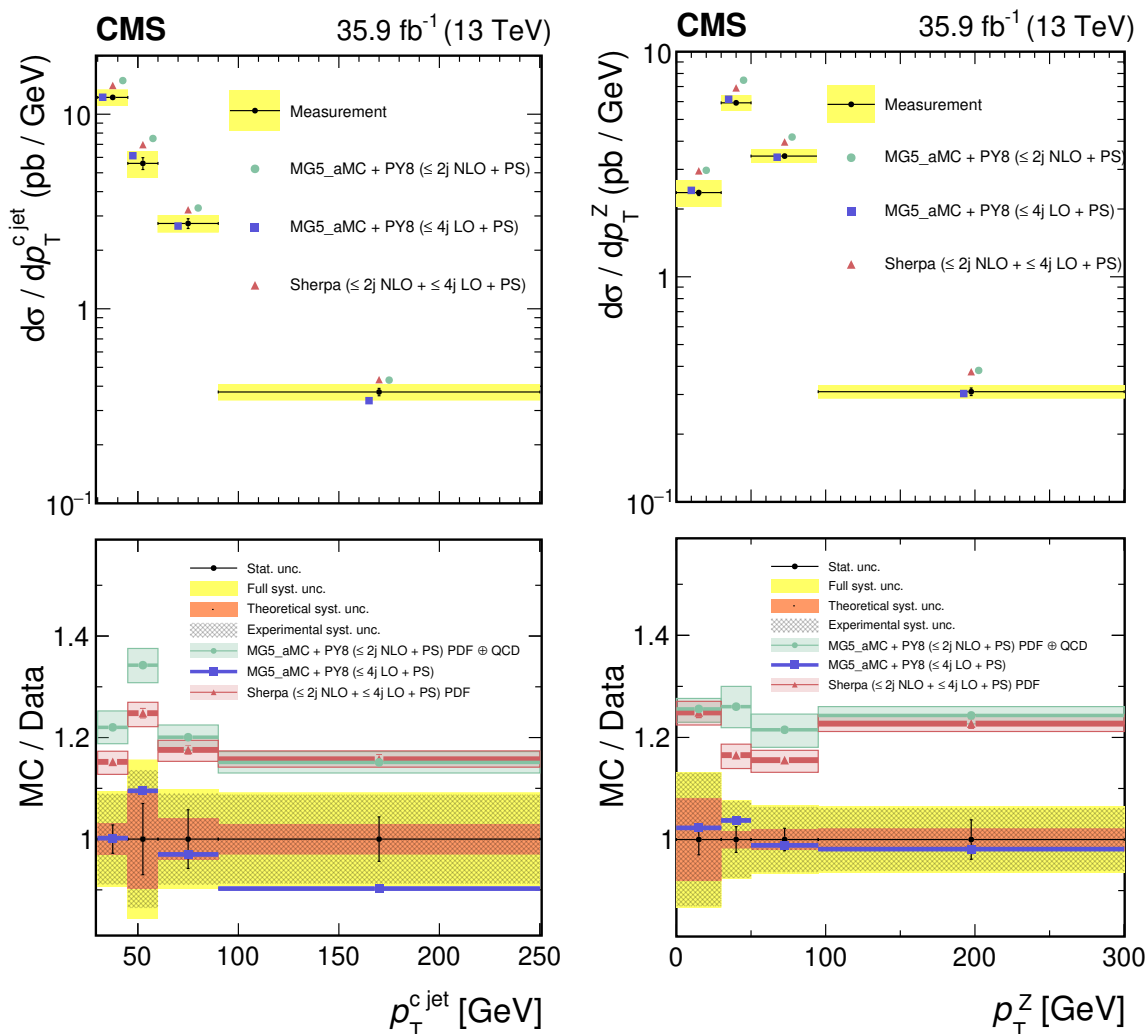 CMS 35.9 fb⁻¹ (13 TeV)
dσ / dp_T^{c jet} (pb / GeV)
10
1
10⁻¹
Measurement
MG5_aMC + PY8 (≤ 2j NLO + PS)
MG5_aMC + PY8 (≤ 4j LO + PS)
Sherpa (≤ 2j NLO + ≤ 4j LO + PS)
MC / Data
1.4
1.2
1
Stat. unc.
Full syst. unc.
Theoretical syst. unc.
Experimental syst. unc.
MG5_aMC + PY8 (≤ 2j NLO + PS) PDF ⊕ QCD
MG5_aMC + PY8 (≤ 4j LO + PS)
Sherpa (≤ 2j NLO + ≤ 4j LO + PS) PDF
50 100 150 200 250
p_T^{c jet} [GeV]
CMS 35.9 fb⁻¹ (13 TeV)
dσ / dp_T^Z (pb / GeV)
10
1
10⁻¹
Measurement
MG5_aMC + PY8 (≤ 2j NLO + PS)
MG5_aMC + PY8 (≤ 4j LO + PS)
Sherpa (≤ 2j NLO + ≤ 4j LO + PS)
MC / Data
1.4
1.2
1
Stat. unc.
Full syst. unc.
Theoretical syst. unc.
Experimental syst. unc.
MG5_aMC + PY8 (≤ 2j NLO + PS) PDF ⊕ QCD
MG5_aMC + PY8 (≤ 4j LO + PS)
Sherpa (≤ 2j NLO + ≤ 4j LO + PS) PDF
0 100 200 300
p_T^Z [GeV]